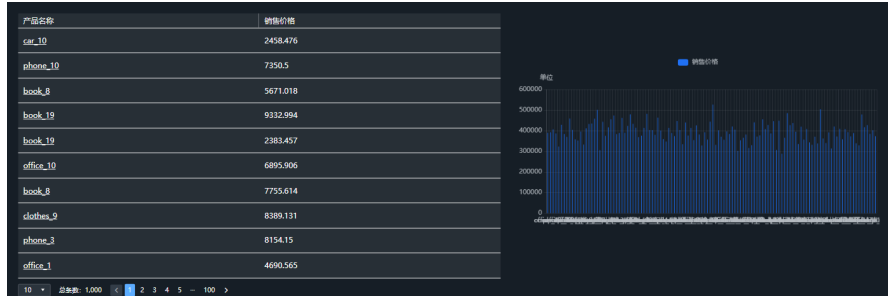 产品名称 销售价格
car_10 2458.476
phone_10 7350.5
book_8 5671.018
book_19 9332.994
book_19 2383.457
office_10 6895.906
book_8 7755.614
clothes_9 8389.131
phone_3 8154.15
office_1 4690.565
10 总条数: 1,000 < 1 2 3 4 5 – 100 >
销售价格
单位
600000
500000
400000
300000
200000
100000
0